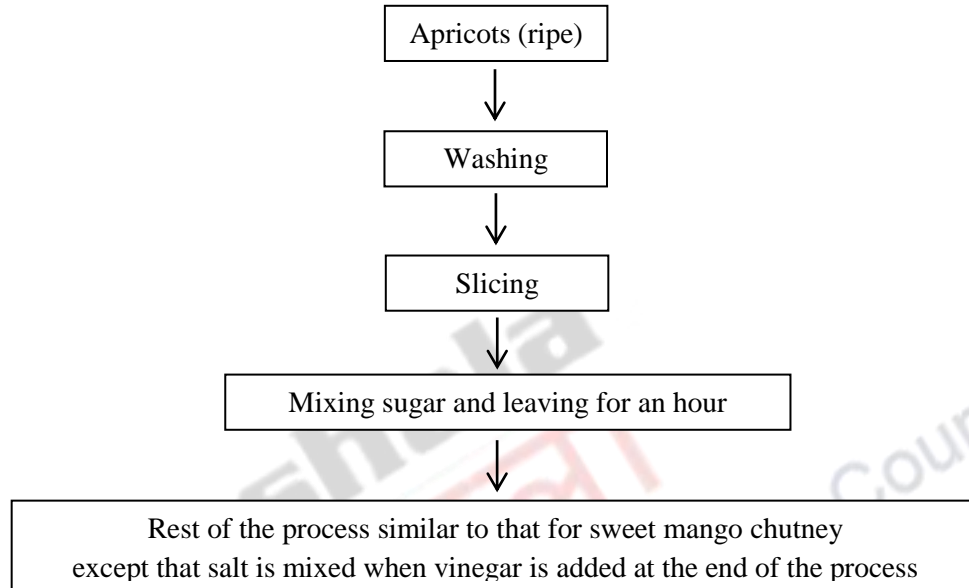 Apricots (ripe)
Washing
Slicing
Mixing sugar and leaving for an hour
Rest of the process similar to that for sweet mango chutney
except that salt is mixed when vinegar is added at the end of the process